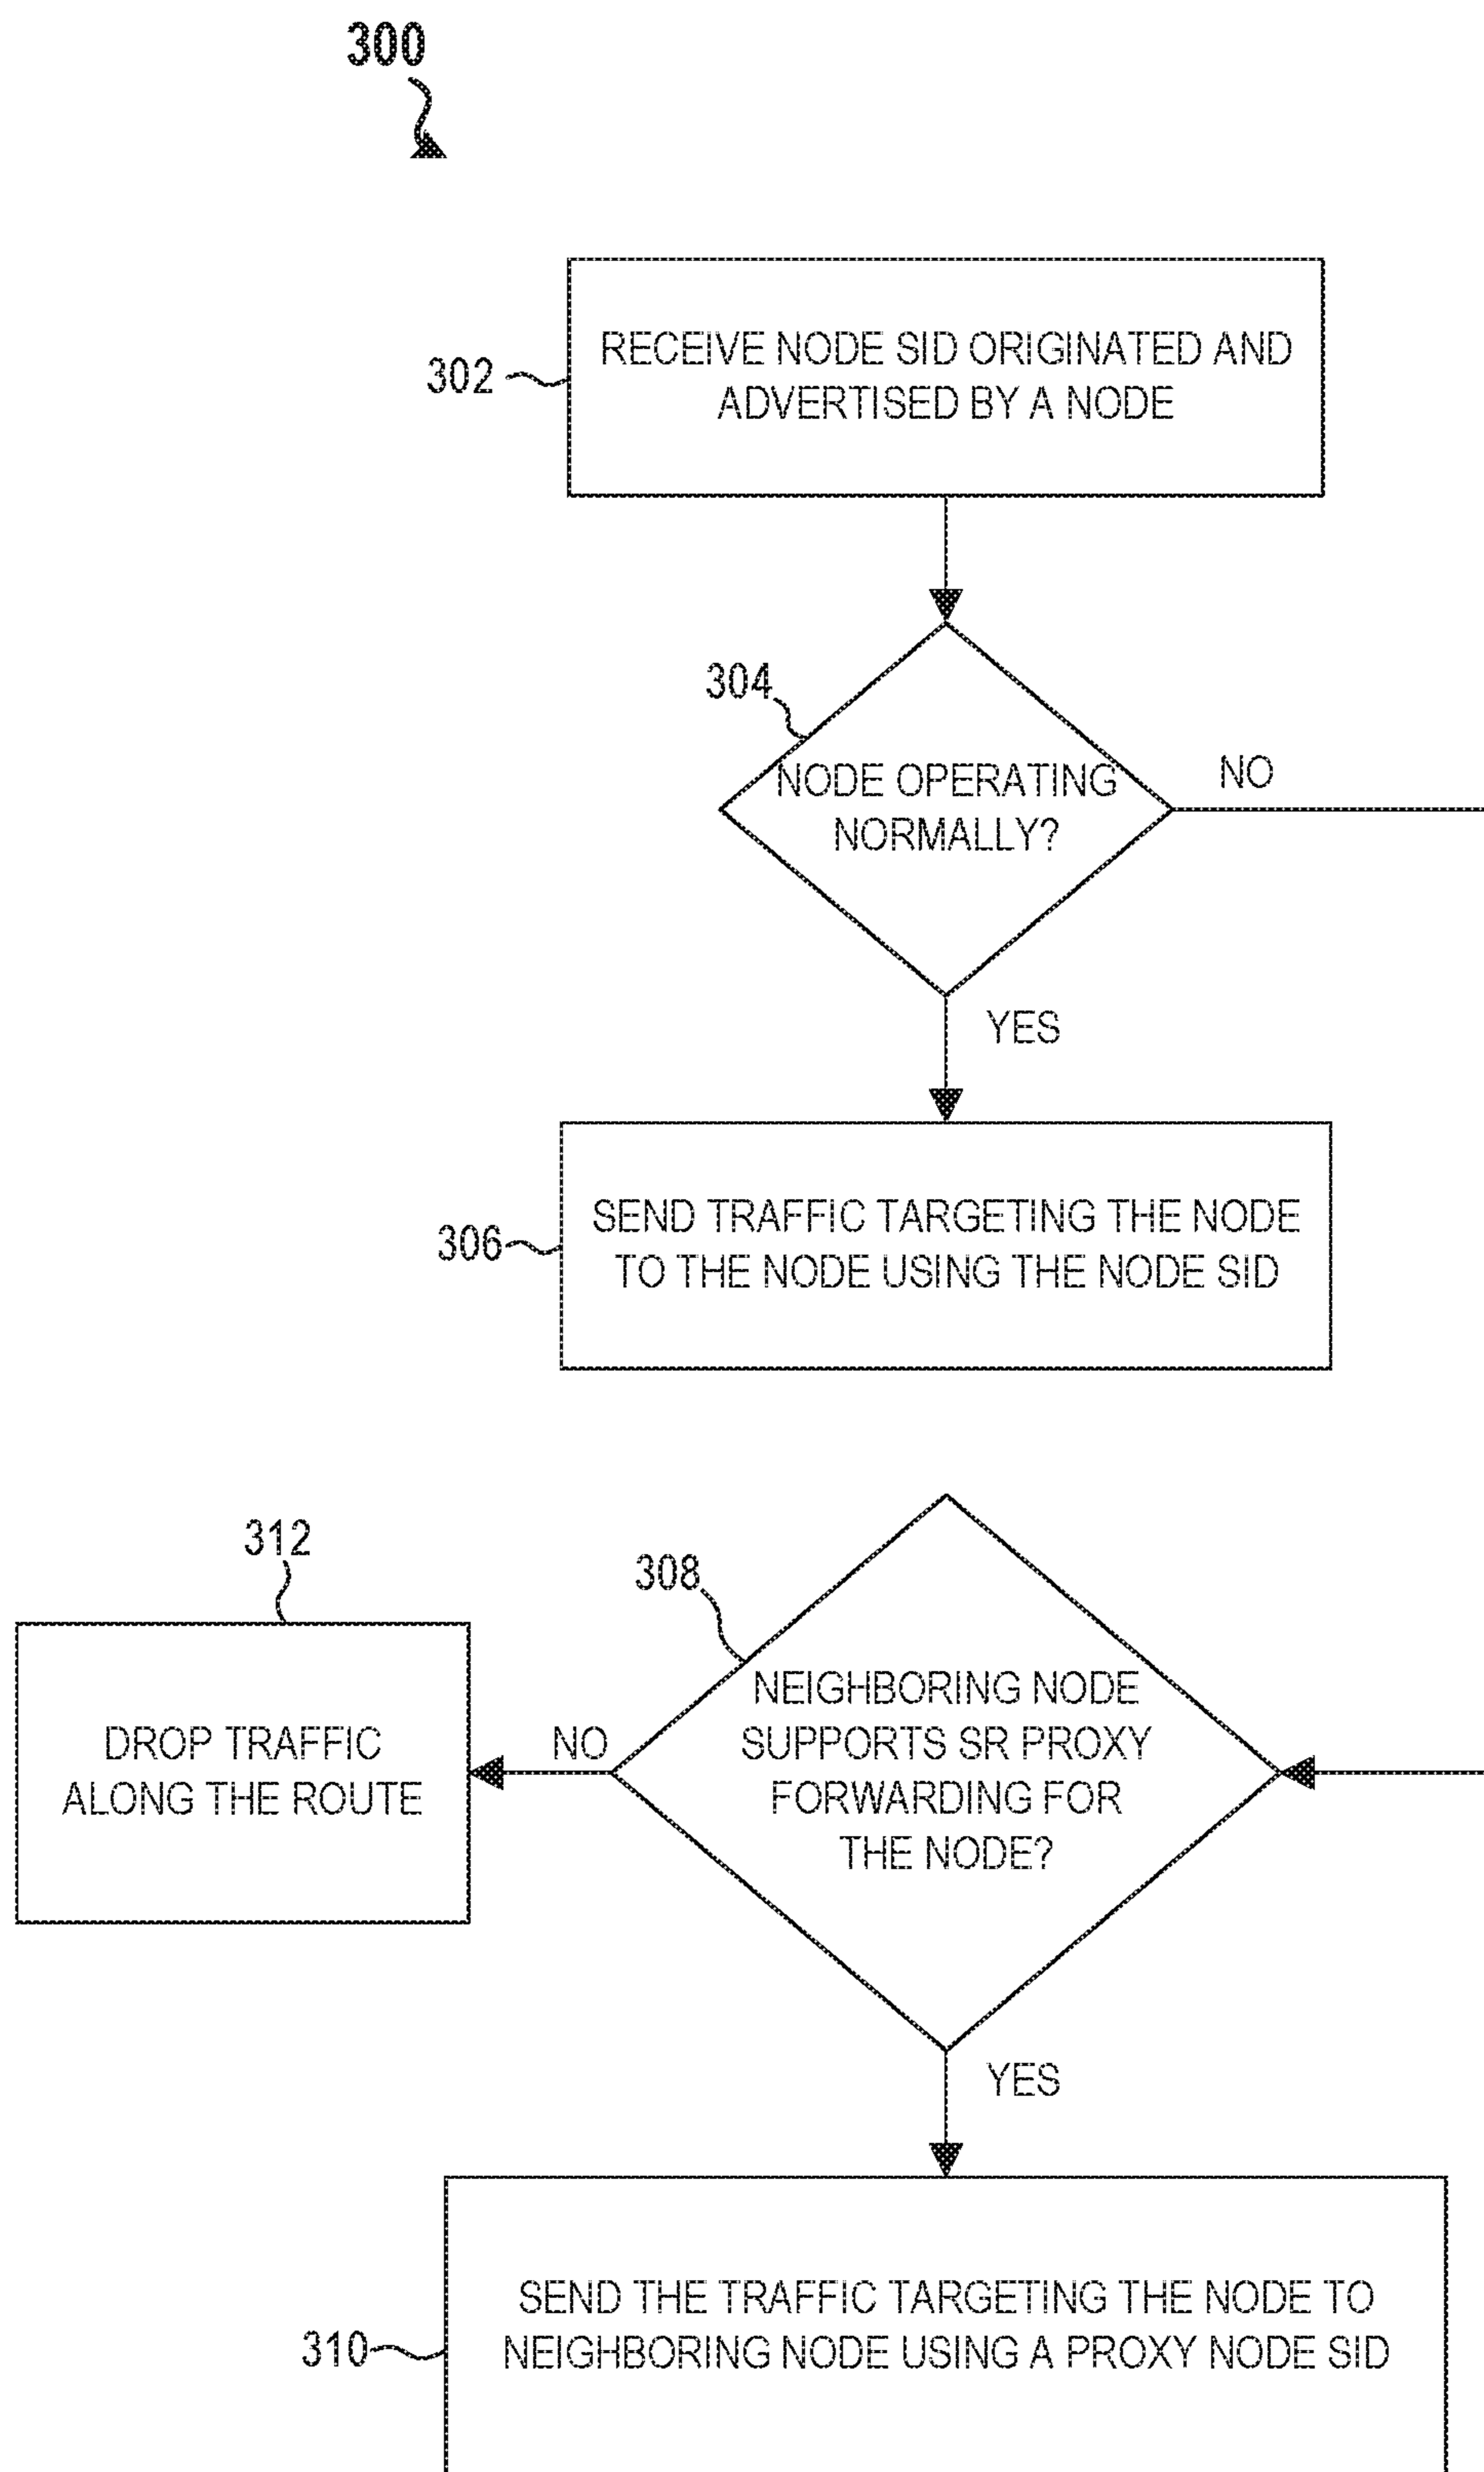 300
302
RECEIVE NODE SID ORIGINATED AND
ADVERTISED BY A NODE
304
NODE OPERATING
NORMALLY?
NO
YES
306
SEND TRAFFIC TARGETING THE NODE
TO THE NODE USING THE NODE SID
312
DROP TRAFFIC
ALONG THE ROUTE
NO
308
NEIGHBORING NODE
SUPPORTS SR PROXY
FORWARDING FOR
THE NODE?
YES
310
SEND THE TRAFFIC TARGETING THE NODE TO
NEIGHBORING NODE USING A PROXY NODE SID